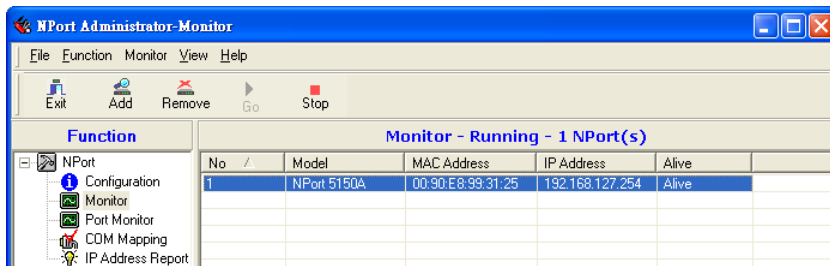 NPort Administrator-Monitor
File Function Monitor View Help
Exit Add Remove Go Stop
Function
Monitor - Running - 1 NPort(s)
NPort
Configuration
Monitor
Port Monitor
COM Mapping
IP Address Report
No Model MAC Address IP Address Alive
1 NPort 5150A 00:90:E8:99:31:25 192.168.127.254 Alive